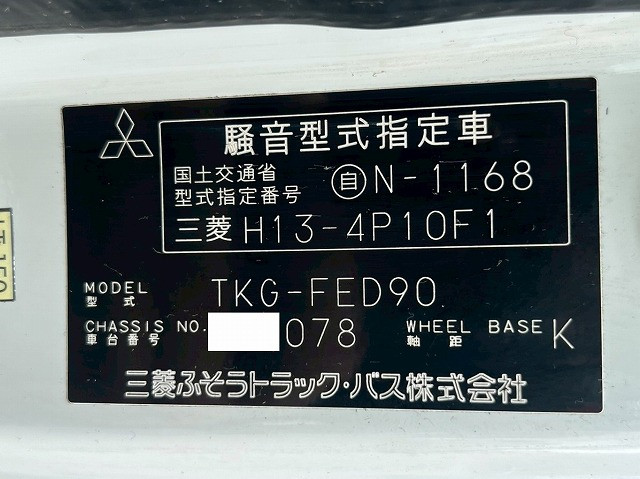 騒音型式指定車
国土交通省
型式指定番号 自N-1168
三菱 H13-4P10F1
MODEL
型式 TKG-FED90
CHASSIS NO. 078 WHEEL BASE K
車台番号 軸距
三菱ふそうトラック・バス株式会社